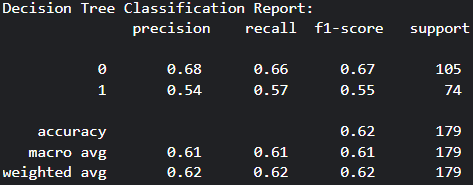 Decision Tree Classification Report:
precision recall f1-score support
0 0.68 0.66 0.67 105
1 0.54 0.57 0.55 74
accuracy 0.62 179
macro avg 0.61 0.61 0.61 179
weighted avg 0.62 0.62 0.62 179